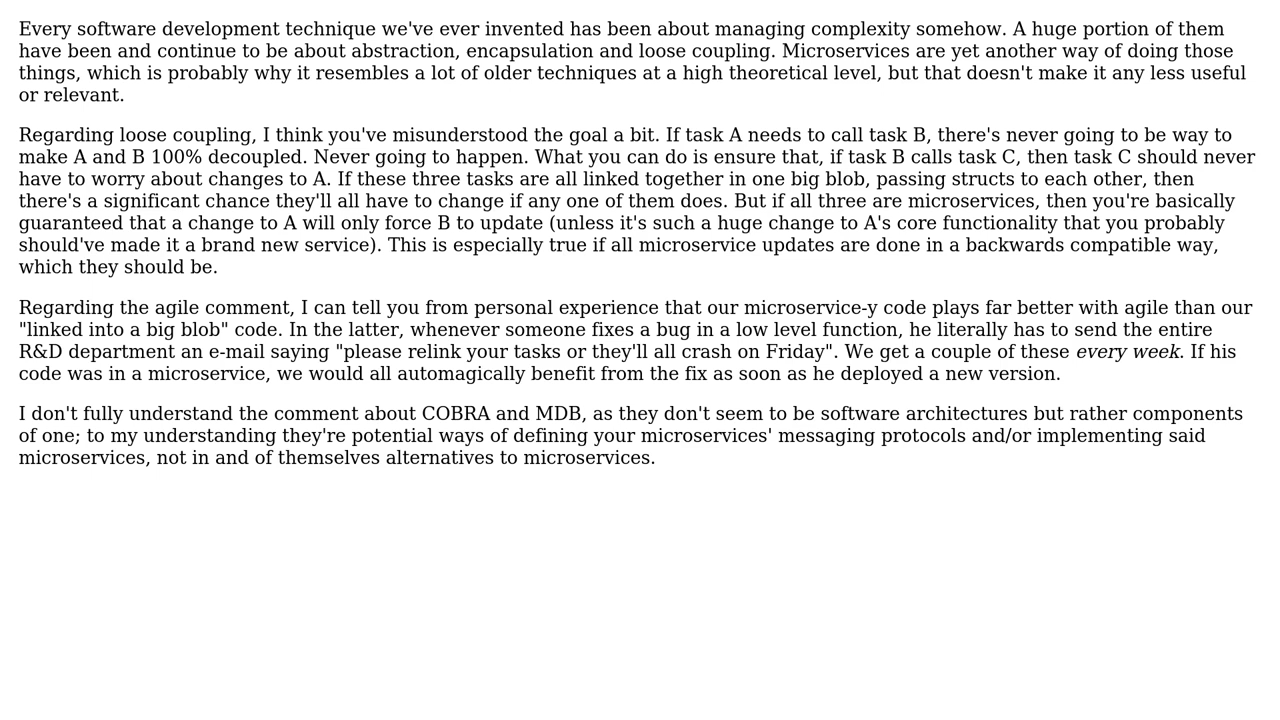 Every software development technique we've ever invented has been about managing complexity somehow. A huge portion of them
have been and continue to be about abstraction, encapsulation and loose coupling. Microservices are yet another way of doing those
things, which is probably why it resembles a lot of older techniques at a high theoretical level, but that doesn't make it any less useful
or relevant.
Regarding loose coupling, I think you've misunderstood the goal a bit. If task A needs to call task B, there's never going to be way to
make A and B 100% decoupled. Never going to happen. What you can do is ensure that, if task B calls task C, then task C should never
have to worry about changes to A. If these three tasks are all linked together in one big blob, passing structs to each other, then
there's a significant chance they'll all have to change if any one of them does. But if all three are microservices, then you're basically
guaranteed that a change to A will only force B to update (unless it's such a huge change to A's core functionality that you probably
should've made it a brand new service). This is especially true if all microservice updates are done in a backwards compatible way,
which they should be.
Regarding the agile comment, I can tell you from personal experience that our microservice-y code plays far better with agile than our
"linked into a big blob" code. In the latter, whenever someone fixes a bug in a low level function, he literally has to send the entire
R&D department an e-mail saying "please relink your tasks or they'll all crash on Friday". We get a couple of these every week. If his
code was in a microservice, we would all automagically benefit from the fix as soon as he deployed a new version.
I don't fully understand the comment about COBRA and MDB, as they don't seem to be software architectures but rather components
of one; to my understanding they're potential ways of defining your microservices' messaging protocols and/or implementing said
microservices, not in and of themselves alternatives to microservices.